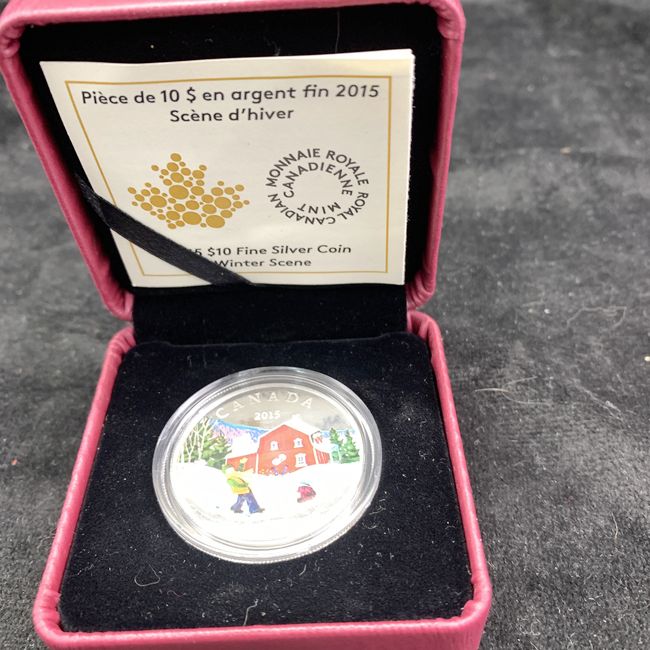 Pièce de 10 $ en argent fin 2015
Scène d'hiver
MONNAIE ROYALE CANADIENNE
ROYAL CANADIAN MINT
$10 Fine Silver Coin
Winter Scene
CANADA
2015